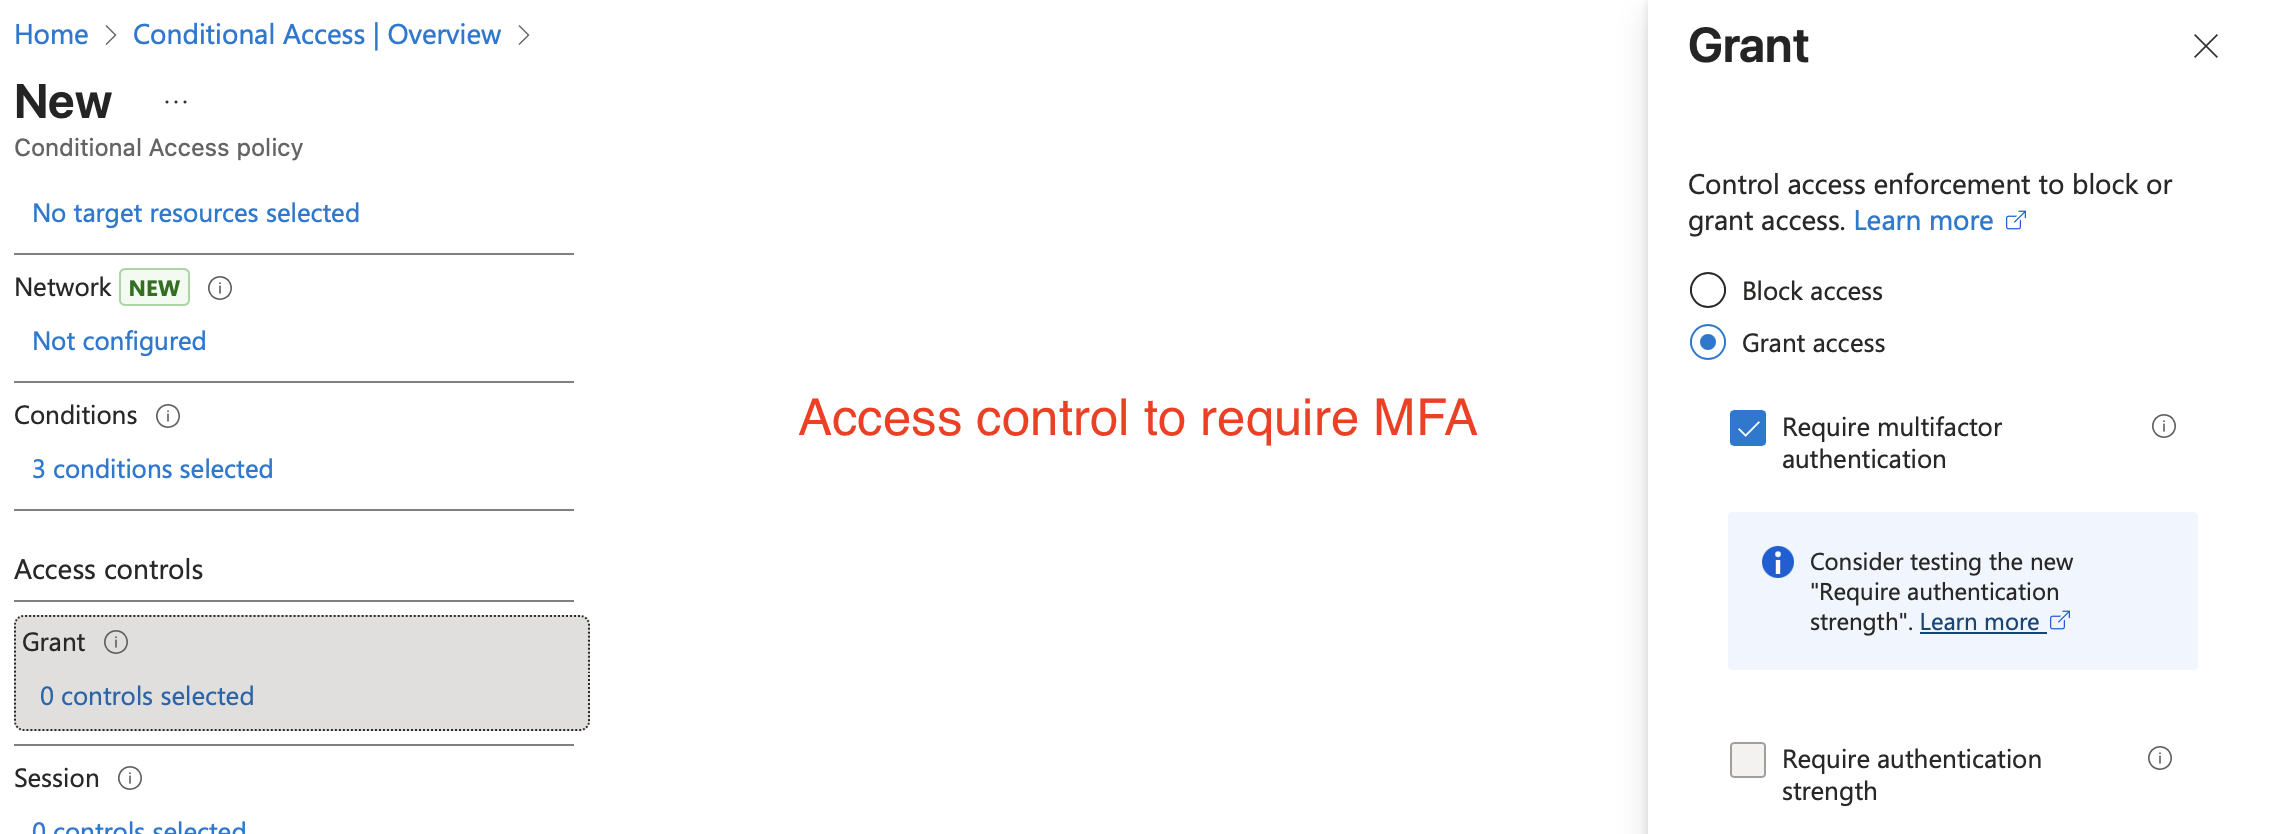 Home > Conditional Access | Overview >
New ...
Conditional Access policy
No target resources selected
Network NEW
Not configured
Conditions
3 conditions selected
Access controls
Grant
0 controls selected
Session
0 controls selected
Access control to require MFA
Grant
Control access enforcement to block or
grant access. Learn more
Block access
Grant access
Require multifactor
authentication
Consider testing the new
"Require authentication
strength". Learn more
Require authentication
strength